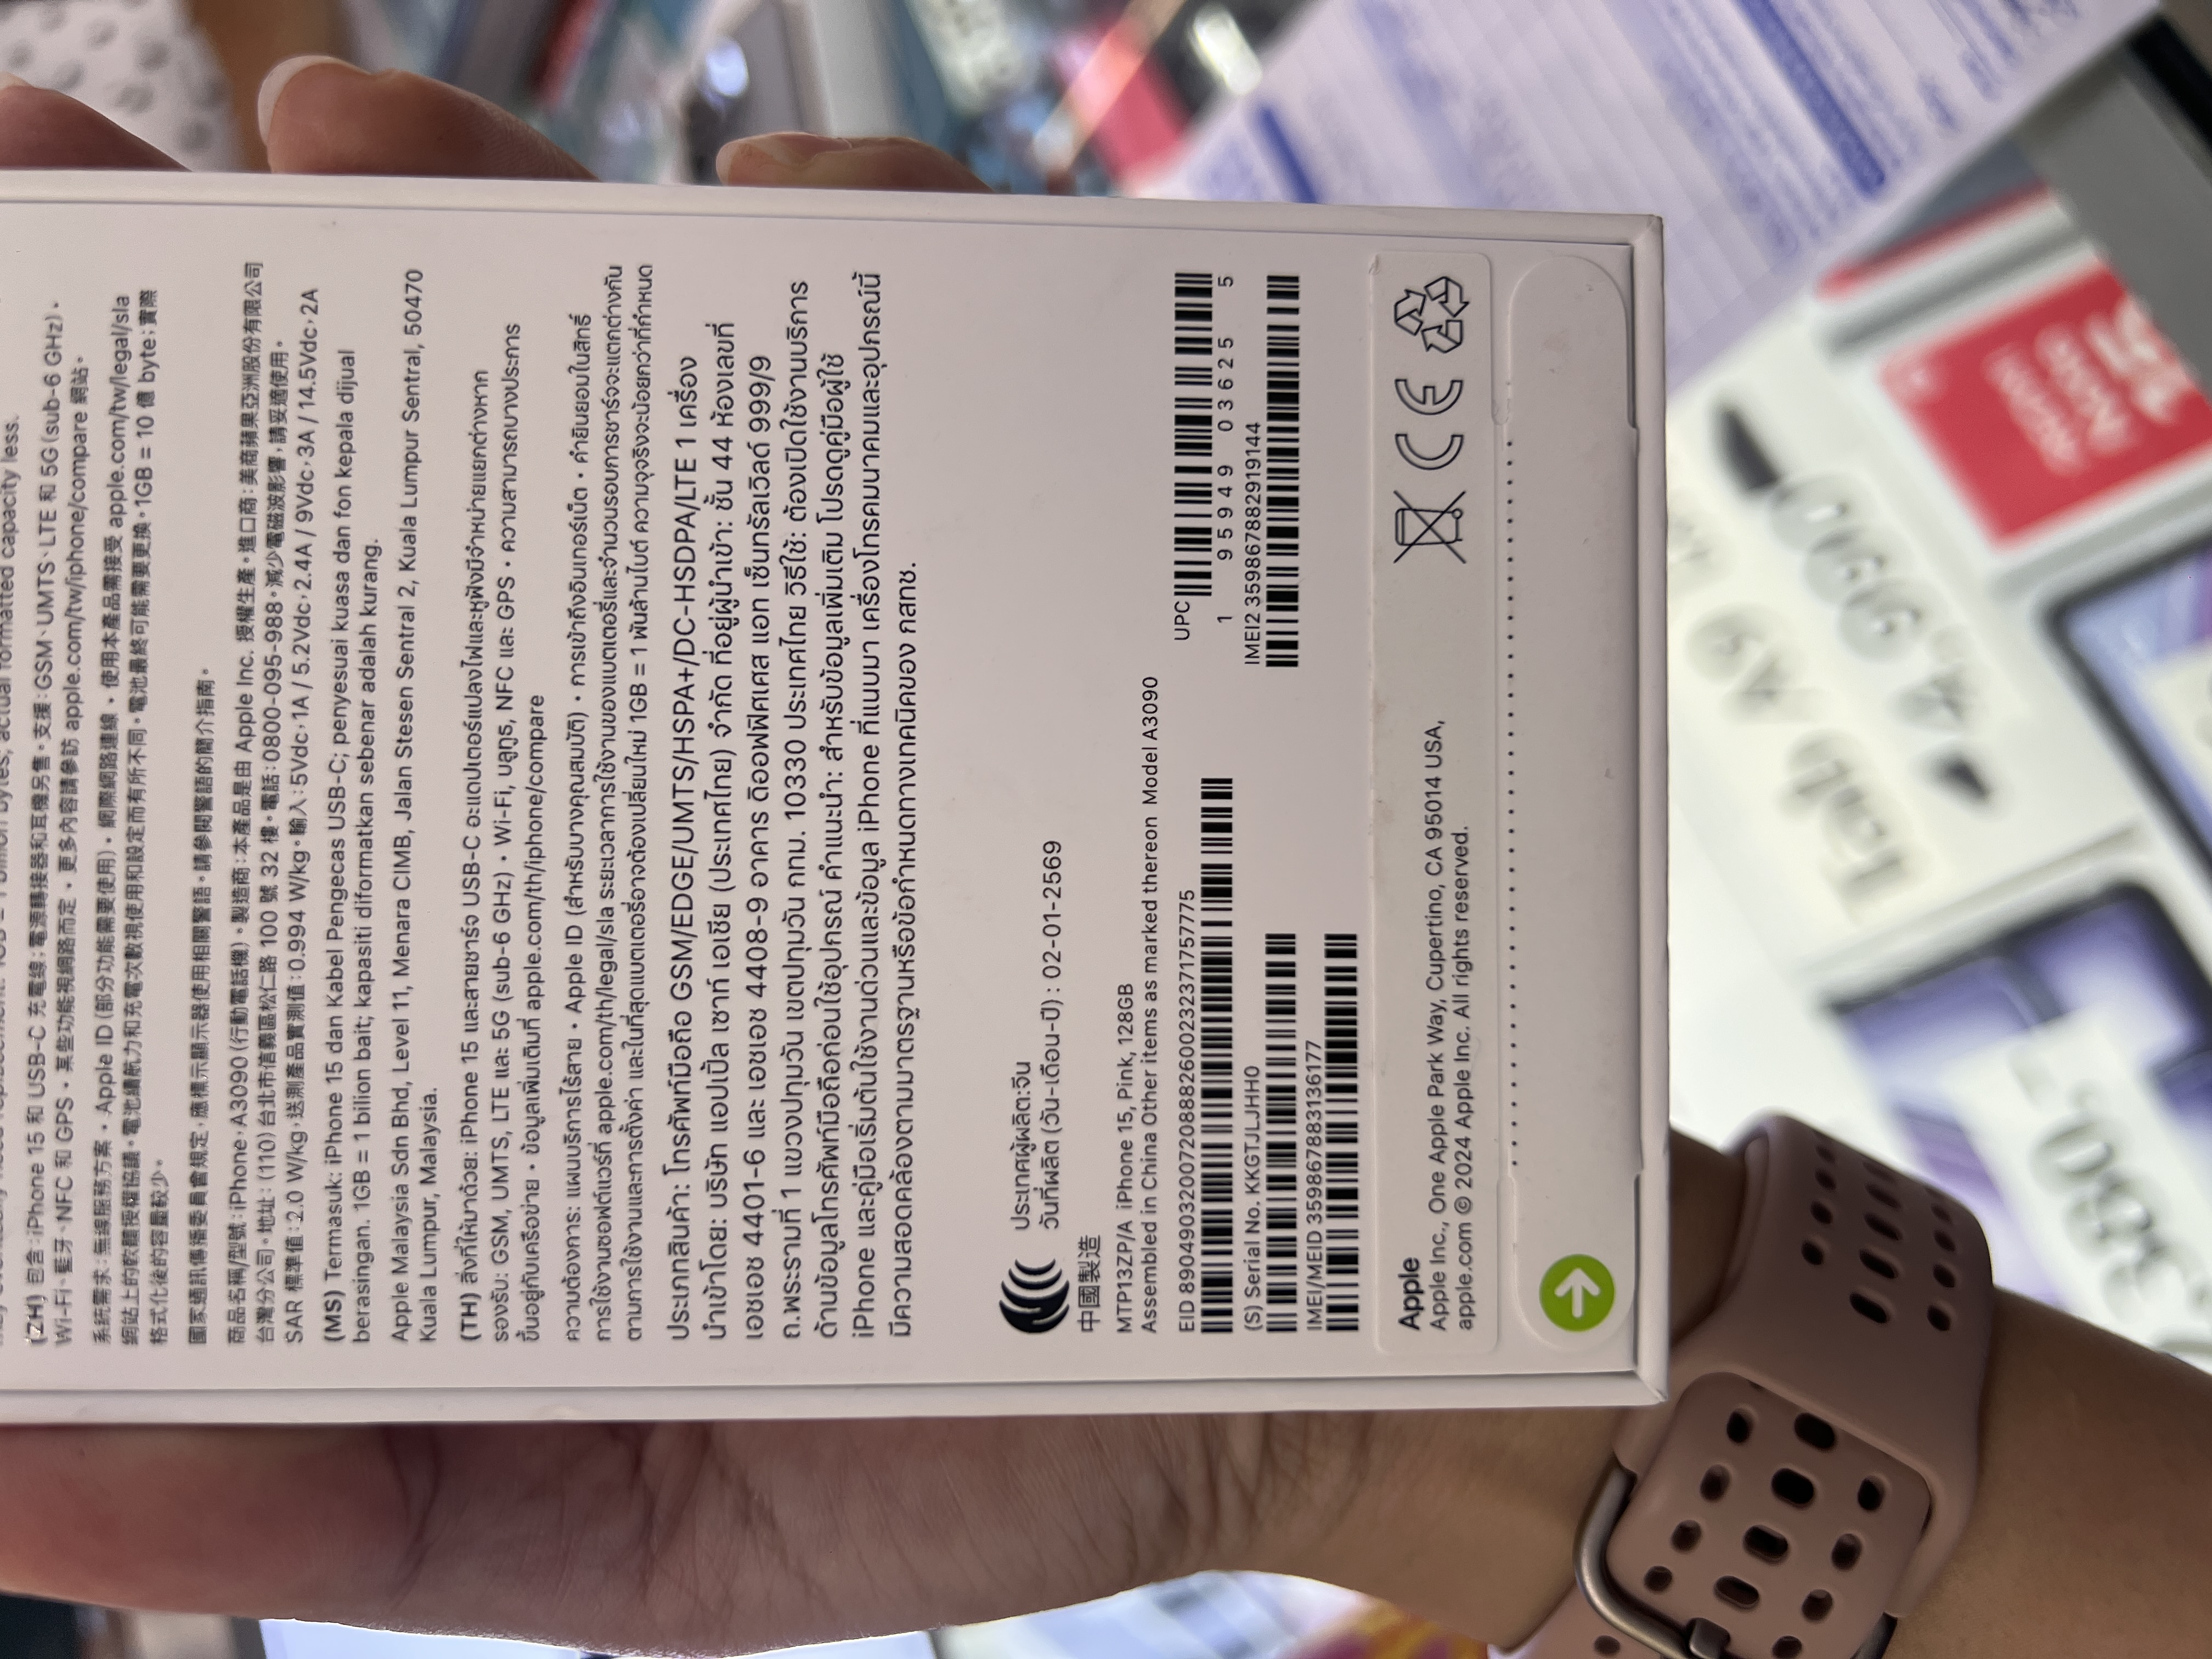 (ZH) 包含：iPhone 15 和 USB-C 充電線；電源轉接器和耳機另售。支援：GSM、UMTS、LTE 和 5G (sub-6 GHz)。
Wi-Fi、藍牙、NFC 和 GPS。某些功能視網路而定。更多內容請參訪 apple.com/tw/iphone/compare 網站。
系統需求：無線服務方案。Apple ID (部分功能需要使用)。網際網路連線。使用本產品需接受 apple.com/tw/legal/sla
網站上的軟體授權協議。電池續航力和充電次數視使用和設定而有所不同。電池最終可能需要更換。1GB = 10 億 byte；實際
格式化後的容量較少。
國家通訊傳播委員會規定，應標示顯示器使用相關警語。請參閱警語的簡介指南。
商品名稱/型號：iPhone，A3090 (行動電話機)。製造商：本產品是由 Apple Inc. 授權生產。進口商：美商蘋果亞洲股份有限公司
台灣分公司。地址：(110) 台北市信義區松仁路 100 號 32 樓。電話：0800-095-988。減少電磁波影響，請妥適使用。
SAR 標準值：2.0 W/kg，送測產品實測值：0.994 W/kg。輸入：5Vdc，1A / 5.2Vdc，2.4A / 9Vdc，3A / 14.5Vdc，2A
(MS) Termasuk: iPhone 15 dan Kabel Pengecas USB-C; penyesuai kuasa dan fon kepala dijual
berasingan. 1GB = 1 bilion bait; kapasiti diformatkan sebenar adalah kurang.
Apple Malaysia Sdn Bhd, Level 11, Menara CIMB, Jalan Stesen Sentral 2, Kuala Lumpur Sentral, 50470
Kuala Lumpur, Malaysia.
(TH) สิ่งที่ให้มาด้วย: iPhone 15 และสายชาร์จ USB-C อะแดปเตอร์แปลงไฟและหูฟังมีจำหน่ายแยกต่างหาก
รองรับ: GSM, UMTS, LTE และ 5G (sub-6 GHz) • Wi-Fi, บลูทูธ, NFC และ GPS • ความสามารถบางประการ
ขึ้นอยู่กับเครือข่าย • ข้อมูลเพิ่มเติมที่ apple.com/th/iphone/compare
ความต้องการ: แผนบริการไร้สาย • Apple ID (สำหรับบางคุณสมบัติ) • การเข้าถึงอินเทอร์เน็ต • คำยินยอมในสิทธิ์
การใช้งานซอฟต์แวร์ที่ apple.com/th/legal/sla ระยะเวลาการใช้งานของแบตเตอรี่และจำนวนรอบการชาร์จจะแตกต่างกัน
ตามการใช้งานและการตั้งค่า และในที่สุดแบตเตอรี่อาจต้องเปลี่ยนใหม่ 1GB = 1 พันล้านไบต์ ความจุจริงจะน้อยกว่าที่กำหนด
ประเภทสินค้า: โทรศัพท์มือถือ GSM/EDGE/UMTS/HSPA+/DC-HSDPA/LTE 1 เครื่อง
นำเข้าโดย: บริษัท แอปเปิ้ล เซาท์ เอเชีย (ประเทศไทย) จำกัด ที่อยู่ผู้นำเข้า: ชั้น 44 ห้องเลขที่
เอชเอช 4401-6 และ เอชเอช 4408-9 อาคาร ดิออฟฟิศเศส แอท เซ็นทรัลเวิลด์ 999/9
ถ.พระรามที่ 1 แขวงปทุมวัน เขตปทุมวัน กทม. 10330 ประเทศไทย วิธีใช้: ต้องเปิดใช้งานบริการ
ด้านข้อมูลโทรศัพท์มือถือก่อนใช้อุปกรณ์ คำแนะนำ: สำหรับข้อมูลเพิ่มเติม โปรดดูคู่มือผู้ใช้
iPhone และคู่มือเริ่มต้นใช้งานด่วนและข้อมูล iPhone ที่แนบมา เครื่องโทรคมนาคมและอุปกรณ์นี้
มีความสอดคล้องตามมาตรฐานหรือข้อกำหนดทางเทคนิคของ กสทช.
ประเทศผู้ผลิต:จีน
วันที่ผลิต (วัน-เดือน-ปี) : 02-01-2569
中國製造
MTP13ZP/A iPhone 15, Pink, 128GB
Assembled in China Other items as marked thereon Model A3090
EID 89049032007208882600232371757775
UPC
1 95949 03625 5
(S) Serial No. KKGTJLJHH0
IMEI2 359867882919144
IMEI/MEID 359867883136177
Apple
Apple Inc., One Apple Park Way, Cupertino, CA 95014 USA,
apple.com © 2024 Apple Inc. All rights reserved.
CE